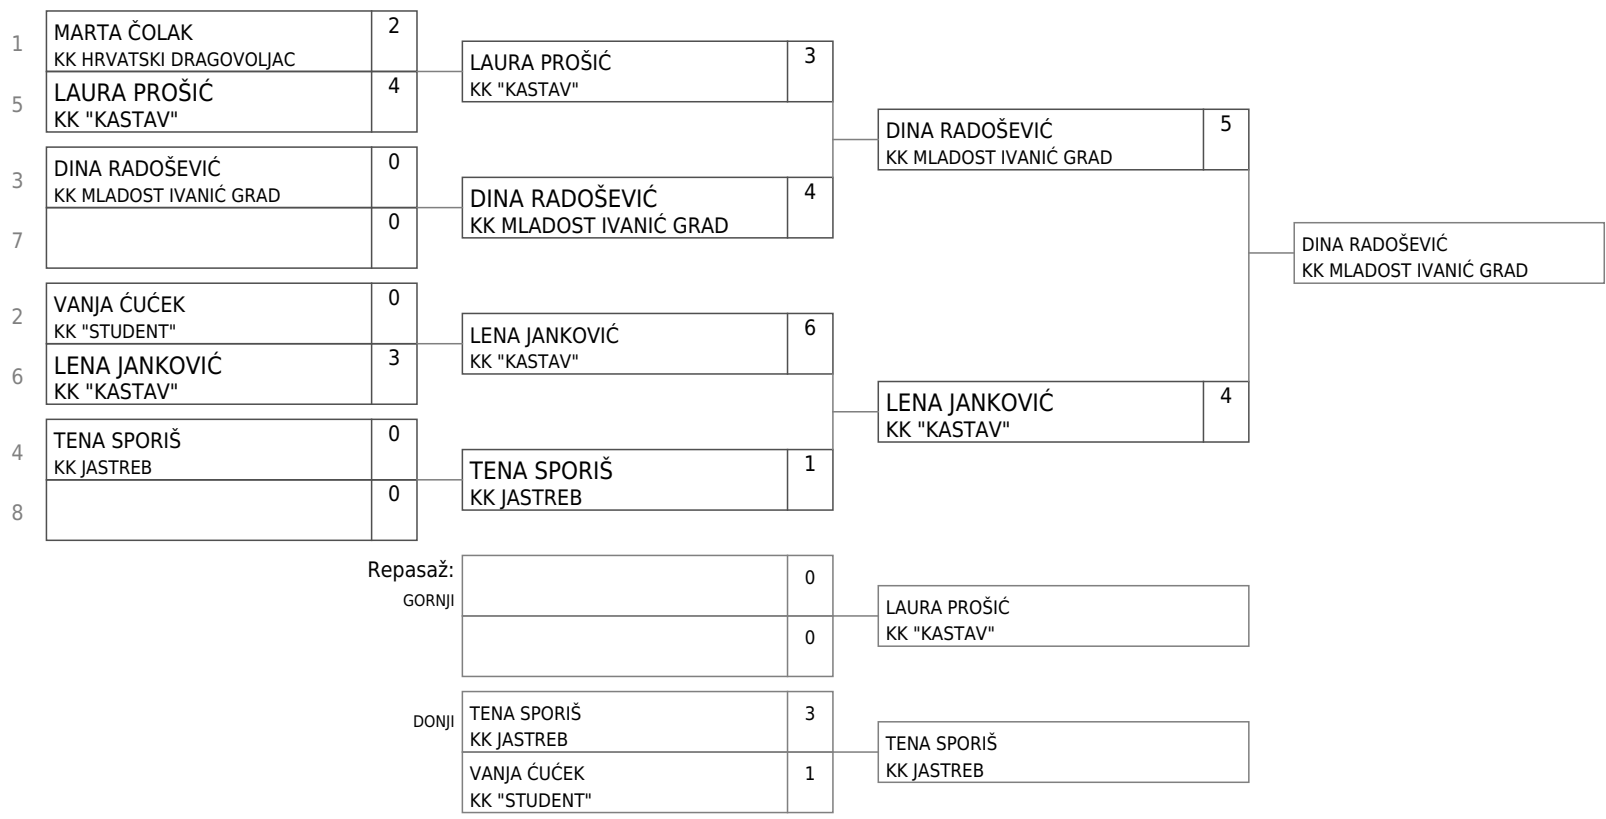 1
MARTA ČOLAK
KK HRVATSKI DRAGOVOLJAC
2
5
LAURA PROŠIĆ
KK "KASTAV"
4
3
DINA RADOŠEVIĆ
KK MLADOST IVANIĆ GRAD
0
7
0
2
VANJA ĆUĆEK
KK "STUDENT"
0
6
LENA JANKOVIĆ
KK "KASTAV"
3
4
TENA SPORIŠ
KK JASTREB
0
8
0
LAURA PROŠIĆ
KK "KASTAV"
3
DINA RADOŠEVIĆ
KK MLADOST IVANIĆ GRAD
4
LENA JANKOVIĆ
KK "KASTAV"
6
TENA SPORIŠ
KK JASTREB
1
DINA RADOŠEVIĆ
KK MLADOST IVANIĆ GRAD
5
LENA JANKOVIĆ
KK "KASTAV"
4
DINA RADOŠEVIĆ
KK MLADOST IVANIĆ GRAD
Repasaž:
GORNJI
0
0
LAURA PROŠIĆ
KK "KASTAV"
DONJI
TENA SPORIŠ
KK JASTREB
3
VANJA ĆUĆEK
KK "STUDENT"
1
TENA SPORIŠ
KK JASTREB